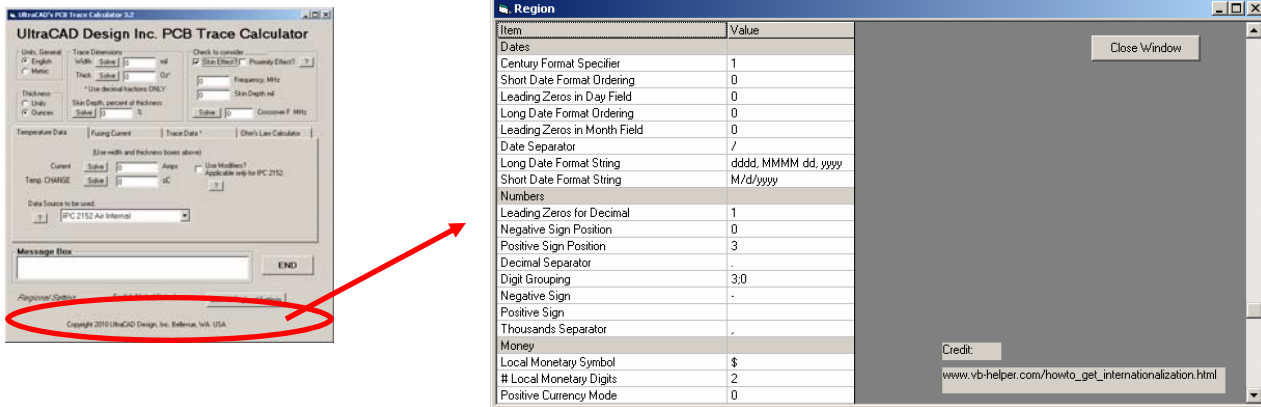 UltraCAD's PCB Trace Calculator 3.2
UltraCAD Design Inc. PCB Trace Calculator
Units, General
English
Metric
Trace Dimensions
Width Solve 0 mil
Thick Solve 0 Oz*
*Use decimal fractions ONLY
Check to consider
Skin Effect? Proximity Effect? ?
0 Frequency, MHz
0 Skin Depth mil
Solve 0 Crossover F. MHz
Thickness
Units
Ounces
Skin Depth, percent of thickness
Solve 0 %
Temperature Data Fusing Current Trace Data * Ohm's Law Calculator
(Use width and thickness boxes above)
Current Solve 0 Amps
Temp. CHANGE Solve 0 oC
Use Modifiers?
Applicable only for IPC 2152.
?
Data Source to be used.
? IPC 2152 Air Internal
Message Box
END
Regional Setting
Copyright 2010 UltraCAD Design, Inc. Bellevue, WA. USA
Region
Item Value
Dates
Century Format Specifier 0
Short Date Format Ordering 0
Leading Zeros in Day Field 0
Long Date Format Ordering 0
Leading Zeros in Month Field 0
Date Separator /
Long Date Format String dddd, MMMM dd, yyyy
Short Date Format String M/d/yyyy
Numbers
Leading Zeros for Decimal 1
Negative Sign Position 0
Positive Sign Position 3
Decimal Separator .
Digit Grouping 3;0
Negative Sign -
Positive Sign
Thousands Separator ,
Money
Local Monetary Symbol $
# Local Monetary Digits 2
Positive Currency Mode 0
Close Window
Credit:
www.vb-helper.com/howto_get_internationalization.html